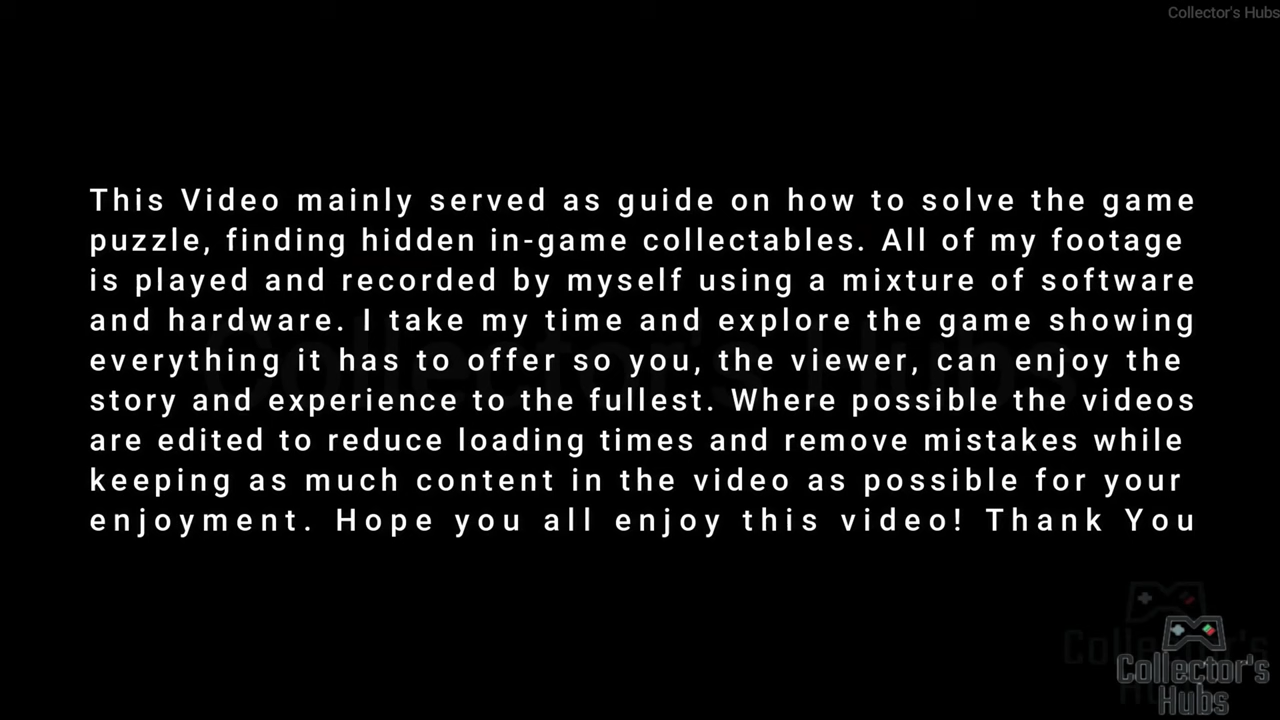 Collector's Hubs
This Video mainly served as guide on how to solve the game
puzzle, finding hidden in-game collectables. All of my footage
is played and recorded by myself using a mixture of software
and hardware. I take my time and explore the game showing
everything it has to offer so you, the viewer, can enjoy the
story and experience to the fullest. Where possible the videos
are edited to reduce loading times and remove mistakes while
keeping as much content in the video as possible for your
enjoyment. Hope you all enjoy this video! Thank You
Collector's Hubs
Collector's
Hubs
Collector's
Hubs